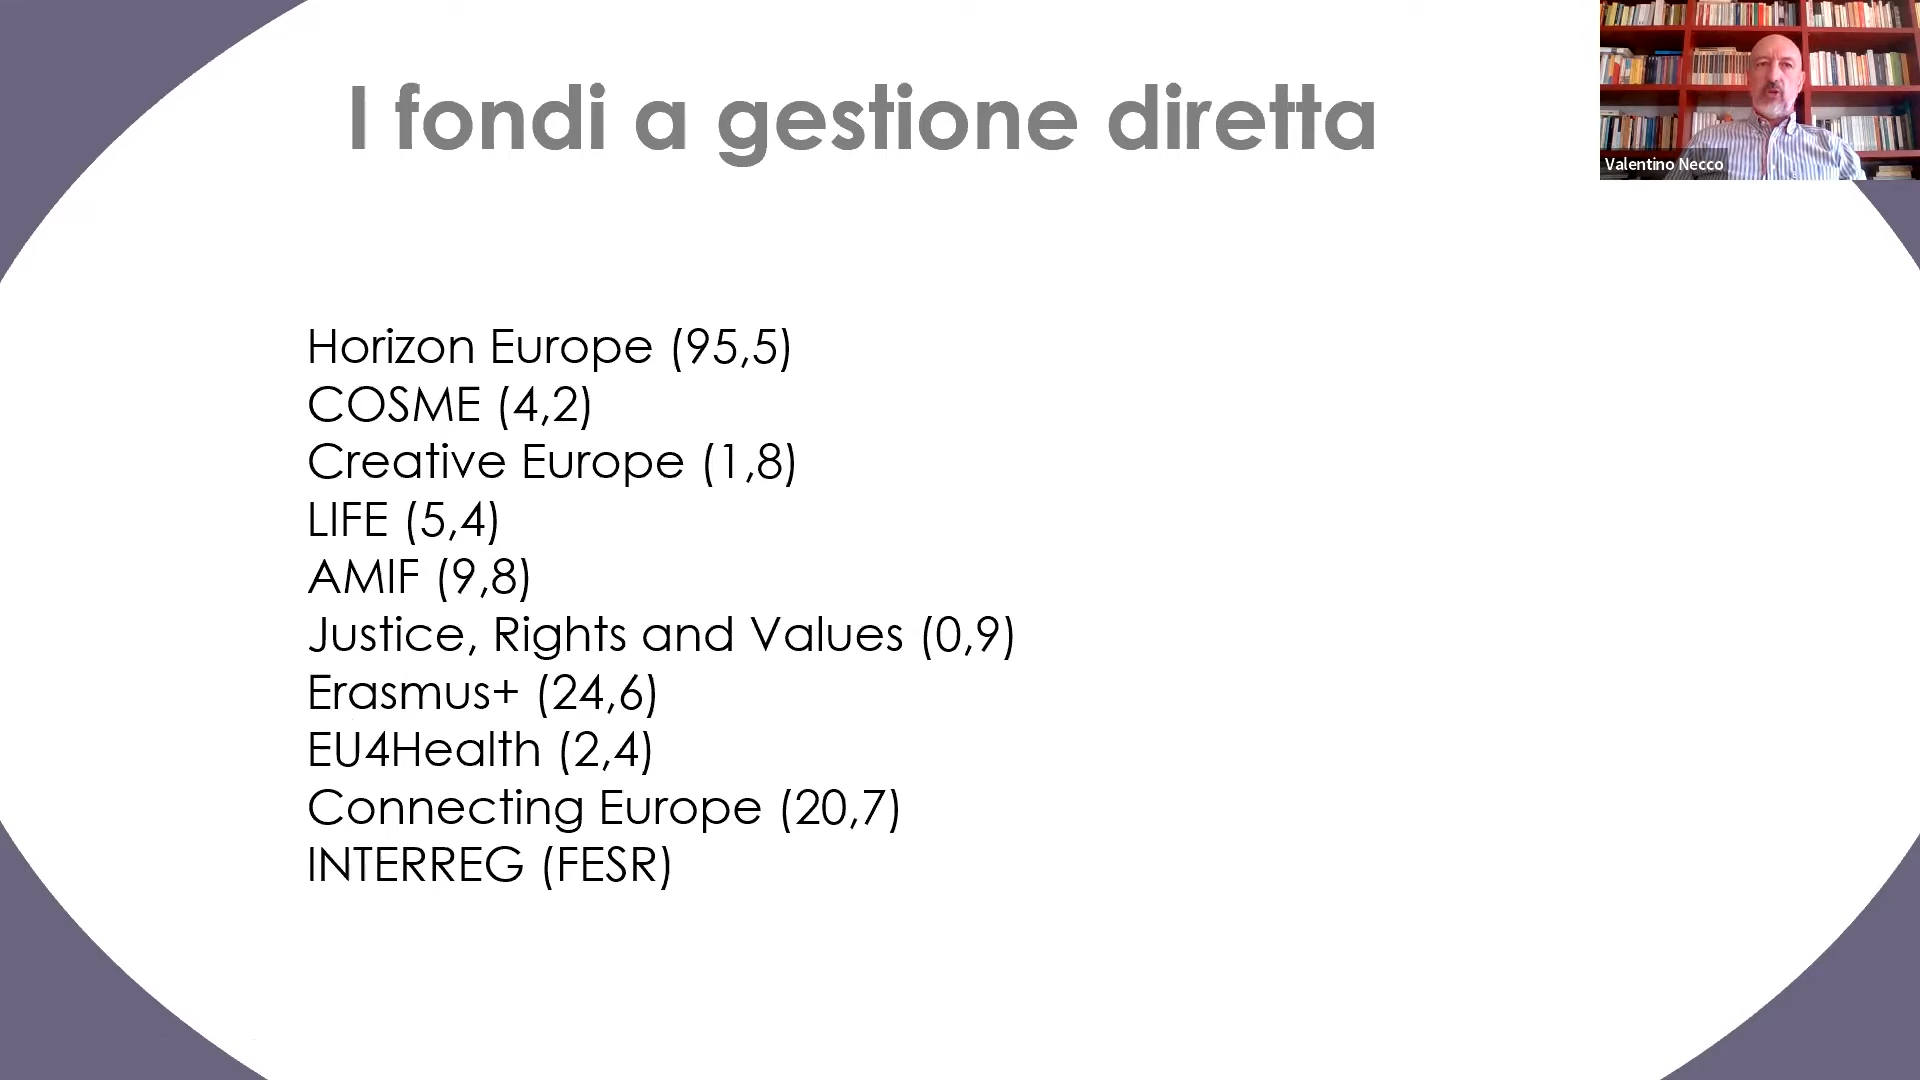 I fondi a gestione diretta
Valentino Necco
Horizon Europe (95,5)
COSME (4,2)
Creative Europe (1,8)
LIFE (5,4)
AMIF (9,8)
Justice, Rights and Values (0,9)
Erasmus+ (24,6)
EU4Health (2,4)
Connecting Europe (20,7)
INTERREG (FESR)